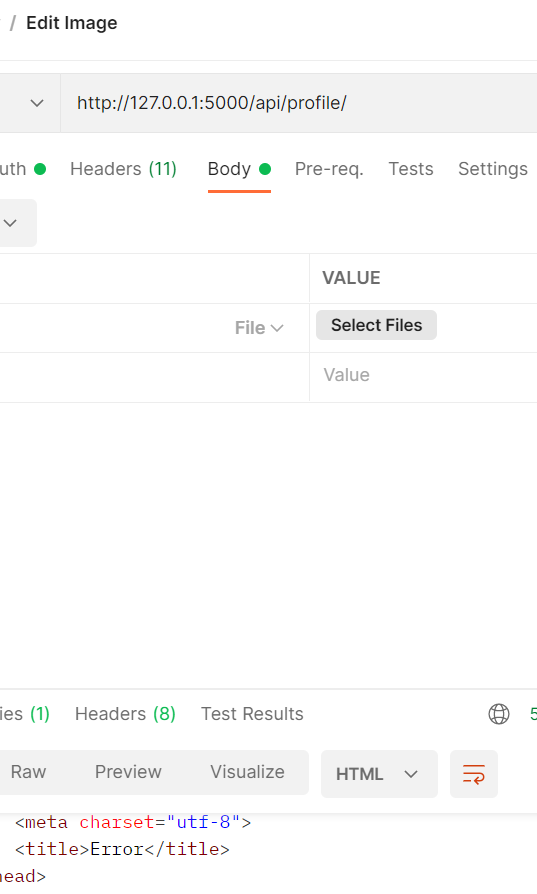 / Edit Image
http://127.0.0.1:5000/api/profile/
uth Headers (11) Body Pre-req. Tests Settings
VALUE
File Select Files
Value
ies (1) Headers (8) Test Results 5
Raw Preview Visualize HTML
<meta charset="utf-8">
<title>Error</title>
head>